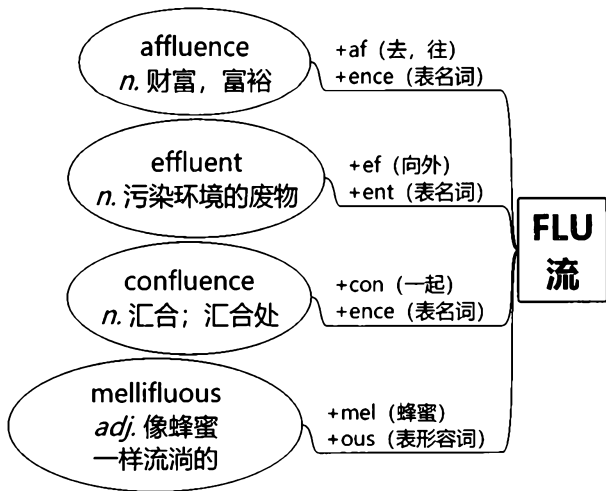 affluence
n. 财富，富裕
+af（去，往）
+ence（表名词）
effluent
n. 污染环境的废物
+ef（向外）
+ent（表名词）
FLU
流
confluence
n. 汇合；汇合处
+con（一起）
+ence（表名词）
mellifluous
adj. 像蜂蜜
一样流淌的
+mel（蜂蜜）
+ous（表形容词）